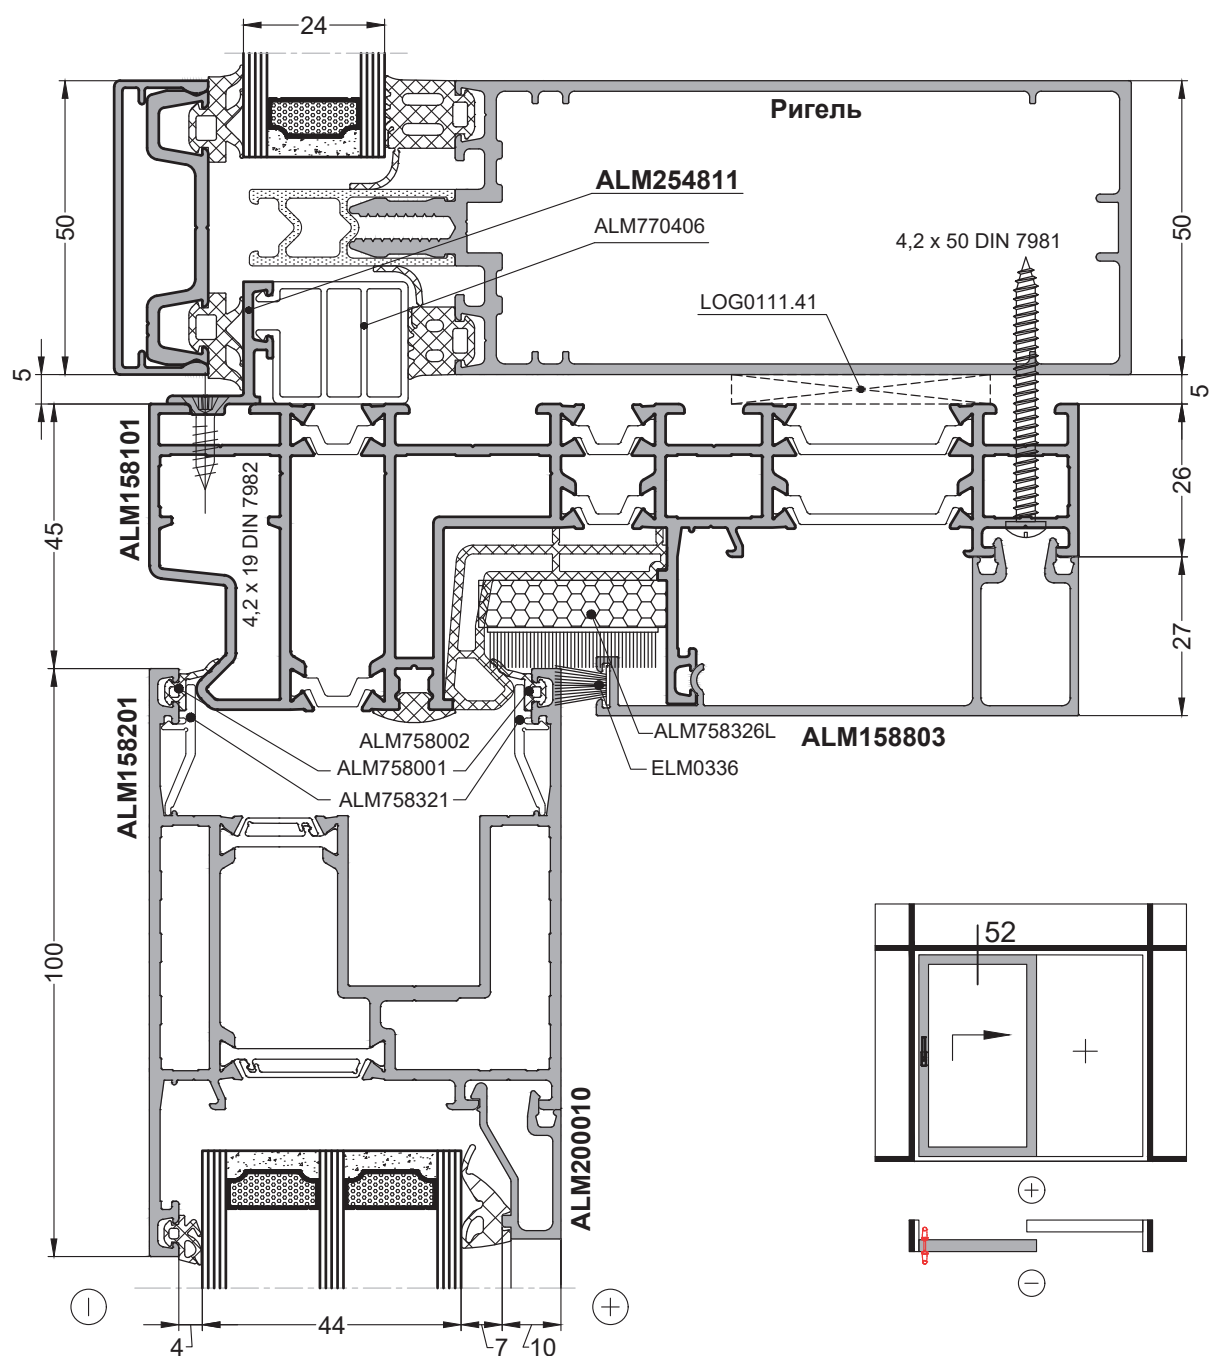 24
Ригель
ALM254811
ALM770406
4,2 x 50 DIN 7981
LOG0111.41
50
50
5
5
ALM158101
4,2 x 19 DIN 7982
45
26
27
ALM158201
ALM758002
ALM758001
ALM758321
ALM758326L
ELM0336
ALM158803
100
52
ALM200010
4
44
7
10